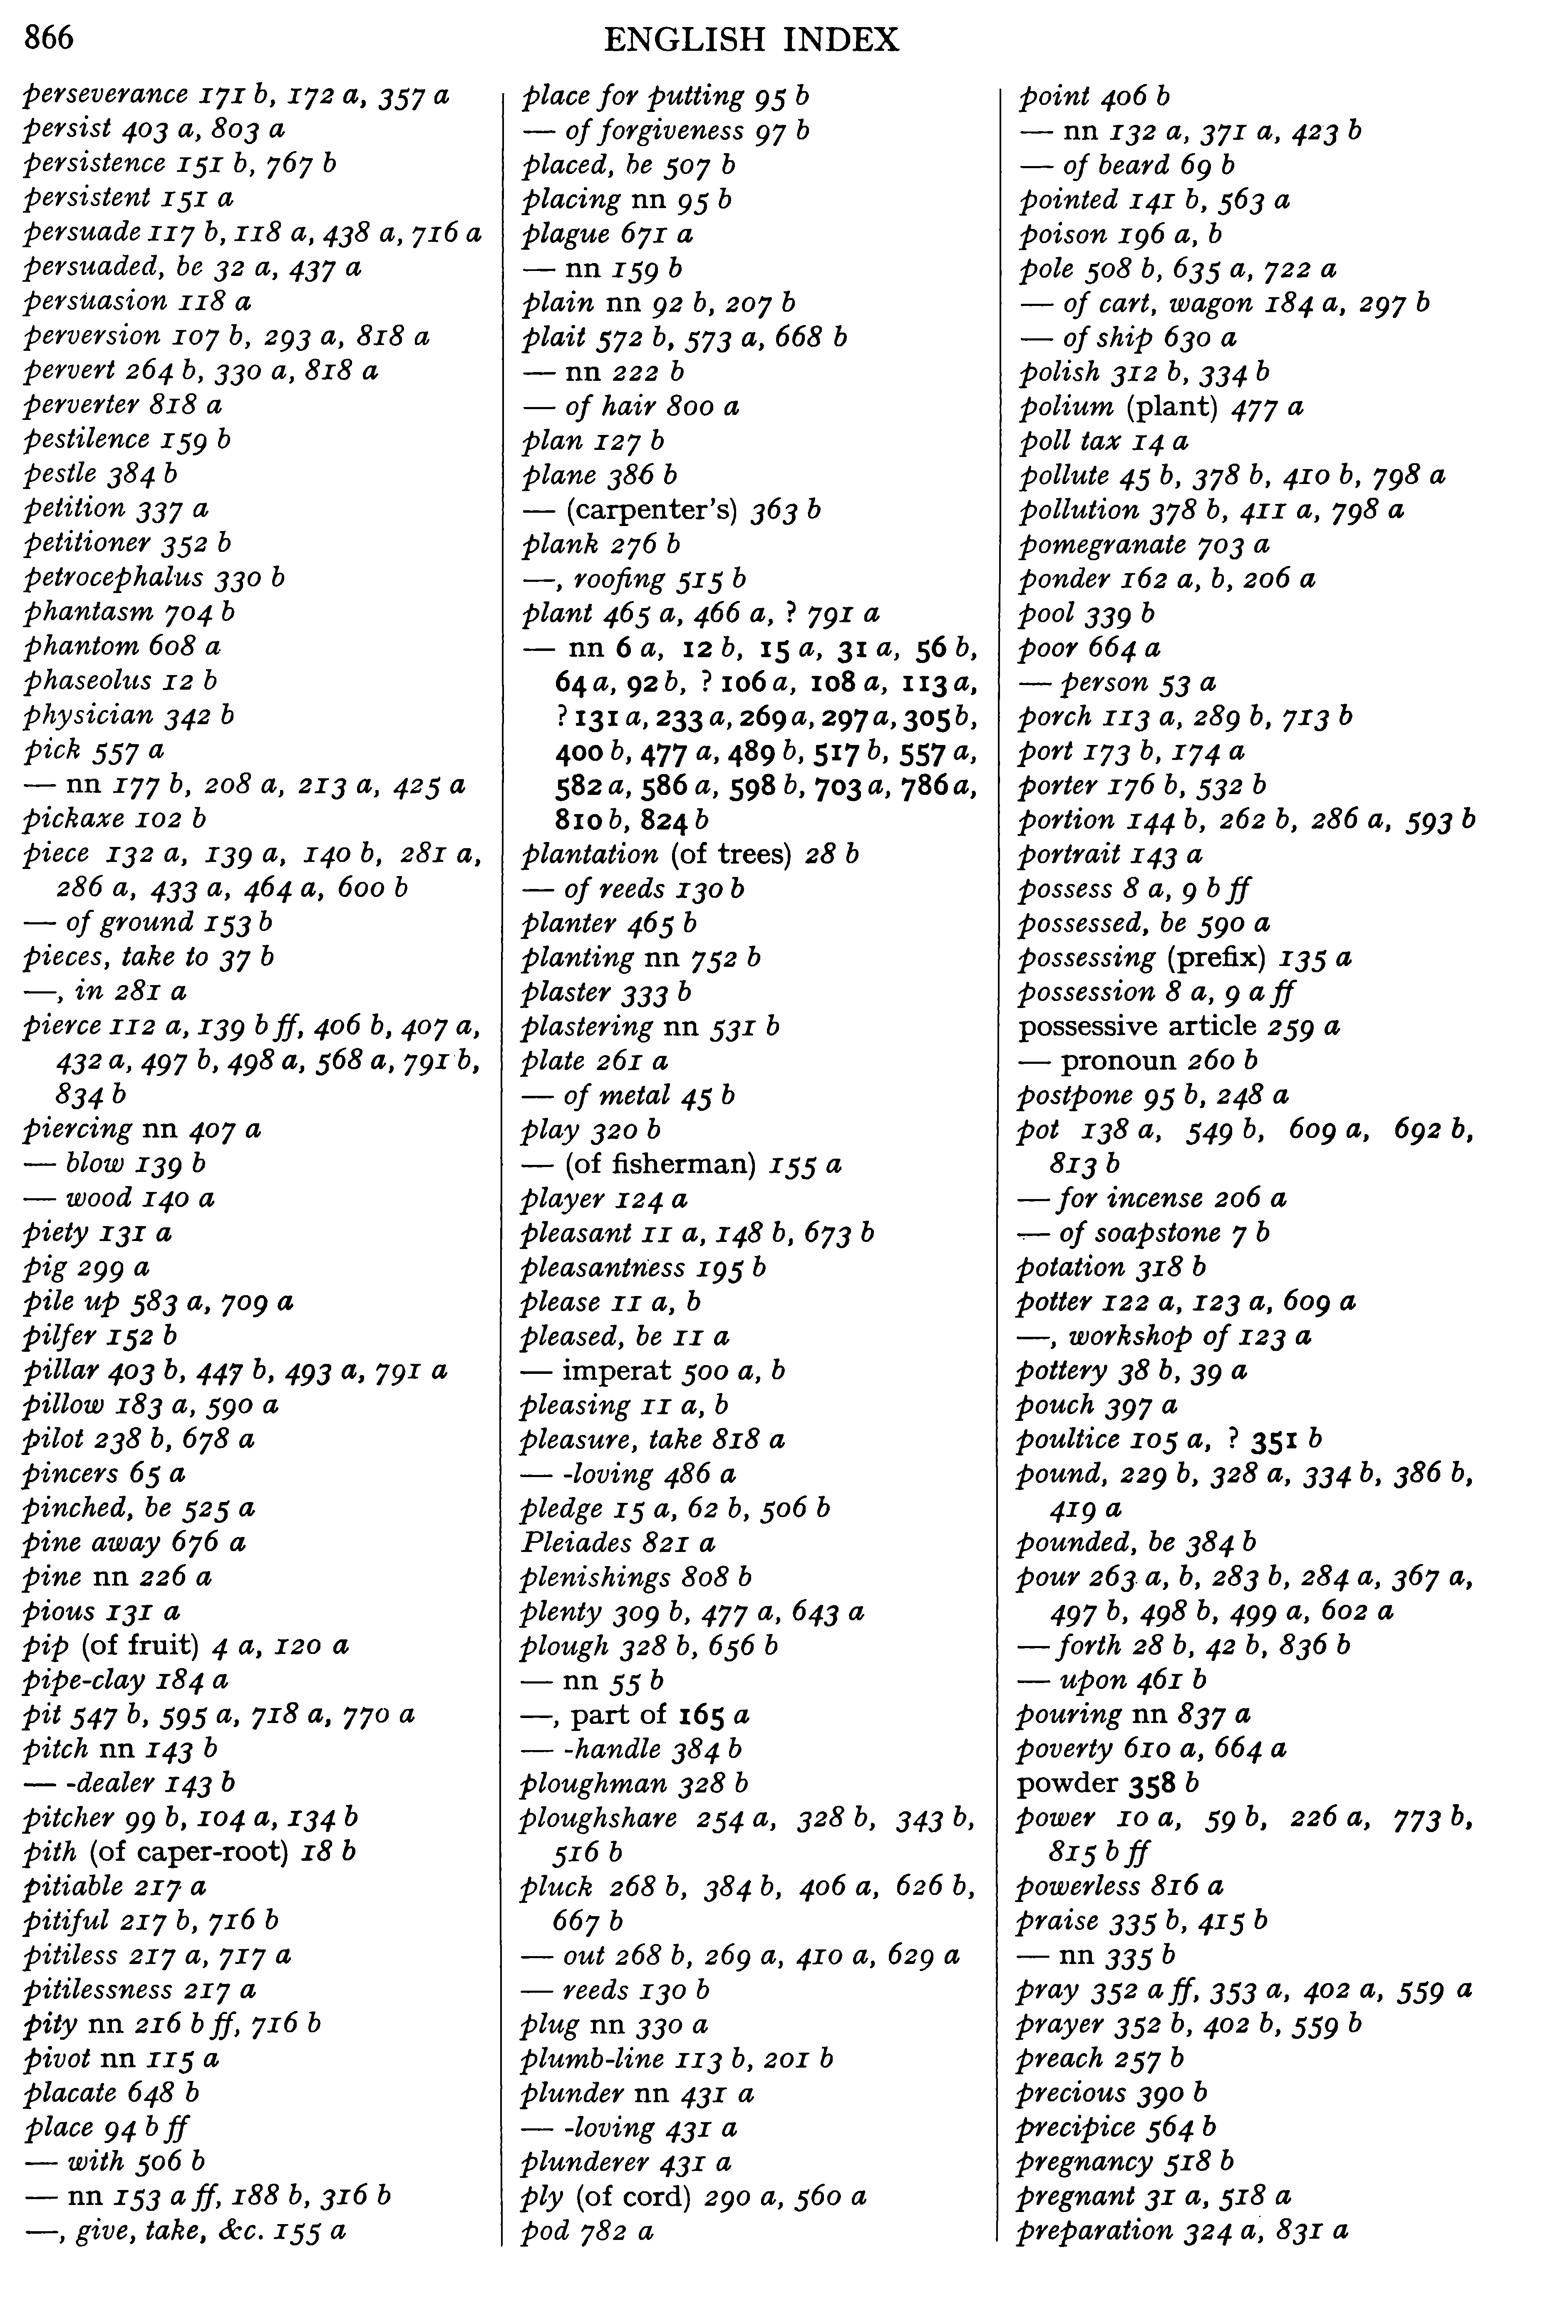 866
ENGLISH INDEX
perseverance 171 b, 172 a, 357 a
persist 403 a, 803 a
persistence 151 b, 767 b
persistent 151 a
persuade 117 b, 118 a, 438 a, 716 a
persuaded, be 32 a, 437 a
persuasion 118 a
perversion 107 b, 293 a, 818 a
pervert 264 b, 330 a, 818 a
perverter 818 a
pestilence 159 b
pestle 384 b
petition 337 a
petitioner 352 b
petrocephalus 330 b
phantasm 704 b
phantom 608 a
phaseolus 12 b
physician 342 b
pick 557 a
— nn 177 b, 208 a, 213 a, 425 a
pickaxe 102 b
piece 132 a, 139 a, 140 b, 281 a,
286 a, 433 a, 464 a, 600 b
— of ground 153 b
pieces, take to 37 b
—, in 281 a
pierce 112 a, 139 b ff, 406 b, 407 a,
432 a, 497 b, 498 a, 568 a, 791 b,
834 b
piercing nn 407 a
— blow 139 b
— wood 140 a
piety 131 a
pig 299 a
pile up 583 a, 709 a
pilfer 152 b
pillar 403 b, 447 b, 493 a, 791 a
pillow 183 a, 590 a
pilot 238 b, 678 a
pincers 65 a
pinched, be 525 a
pine away 676 a
pine nn 226 a
pious 131 a
pip (of fruit) 4 a, 120 a
pipe-clay 184 a
pit 547 b, 595 a, 718 a, 770 a
pitch nn 143 b
— -dealer 143 b
pitcher 99 b, 104 a, 134 b
pith (of caper-root) 18 b
pitiable 217 a
pitiful 217 b, 716 b
pitiless 217 a, 717 a
pitilessness 217 a
pity nn 216 b ff, 716 b
pivot nn 115 a
placate 648 b
place 94 b ff
— with 506 b
— nn 153 a ff, 188 b, 316 b
—, give, take, &c. 155 a
place for putting 95 b
— of forgiveness 97 b
placed, be 507 b
placing nn 95 b
plague 671 a
— nn 159 b
plain nn 92 b, 207 b
plait 572 b, 573 a, 668 b
— nn 222 b
— of hair 800 a
plan 127 b
plane 386 b
— (carpenter's) 363 b
plank 276 b
—, roofing 515 b
plant 465 a, 466 a, ? 791 a
— nn 6 a, 12 b, 15 a, 31 a, 56 b,
64 a, 92 b, ? 106 a, 108 a, 113 a,
? 131 a, 233 a, 269 a, 297 a, 305 b,
400 b, 477 a, 489 b, 517 b, 557 a,
582 a, 586 a, 598 b, 703 a, 786 a,
810 b, 824 b
plantation (of trees) 28 b
— of reeds 130 b
planter 465 b
planting nn 752 b
plaster 333 b
plastering nn 531 b
plate 261 a
— of metal 45 b
play 320 b
— (of fisherman) 155 a
player 124 a
pleasant 11 a, 148 b, 673 b
pleasantness 195 b
please 11 a, b
pleased, be 11 a
— imperat 500 a, b
pleasing 11 a, b
pleasure, take 818 a
— -loving 486 a
pledge 15 a, 62 b, 506 b
Pleiades 821 a
plenishings 808 b
plenty 309 b, 477 a, 643 a
plough 328 b, 656 b
— nn 55 b
—, part of 165 a
— -handle 384 b
ploughman 328 b
ploughshare 254 a, 328 b, 343 b,
516 b
pluck 268 b, 384 b, 406 a, 626 b,
667 b
— out 268 b, 269 a, 410 a, 629 a
— reeds 130 b
plug nn 330 a
plumb-line 113 b, 201 b
plunder nn 431 a
— -loving 431 a
plunderer 431 a
ply (of cord) 290 a, 560 a
pod 782 a
point 406 b
— nn 132 a, 371 a, 423 b
— of beard 69 b
pointed 141 b, 563 a
poison 196 a, b
pole 508 b, 635 a, 722 a
— of cart, wagon 184 a, 297 b
— of ship 630 a
polish 312 b, 334 b
polium (plant) 477 a
poll tax 14 a
pollute 45 b, 378 b, 410 b, 798 a
pollution 378 b, 411 a, 798 a
pomegranate 703 a
ponder 162 a, b, 206 a
pool 339 b
poor 664 a
— person 53 a
porch 113 a, 289 b, 713 b
port 173 b, 174 a
porter 176 b, 532 b
portion 144 b, 262 b, 286 a, 593 b
portrait 143 a
possess 8 a, 9 b ff
possessed, be 590 a
possessing (prefix) 135 a
possession 8 a, 9 a ff
possessive article 259 a
— pronoun 260 b
postpone 95 b, 248 a
pot 138 a, 549 b, 609 a, 692 b,
813 b
— for incense 206 a
— of soapstone 7 b
potation 318 b
potter 122 a, 123 a, 609 a
—, workshop of 123 a
pottery 38 b, 39 a
pouch 397 a
poultice 105 a, ? 351 b
pound, 229 b, 328 a, 334 b, 386 b,
419 a
pounded, be 384 b
pour 263 a, b, 283 b, 284 a, 367 a,
497 b, 498 b, 499 a, 602 a
— forth 28 b, 42 b, 836 b
— upon 461 b
pouring nn 837 a
poverty 610 a, 664 a
powder 358 b
power 10 a, 59 b, 226 a, 773 b,
815 b ff
powerless 816 a
praise 335 b, 415 b
— nn 335 b
pray 352 a ff, 353 a, 402 a, 559 a
prayer 352 b, 402 b, 559 b
preach 257 b
precious 390 b
precipice 564 b
pregnancy 518 b
pregnant 31 a, 518 a
preparation 324 a, 831 a